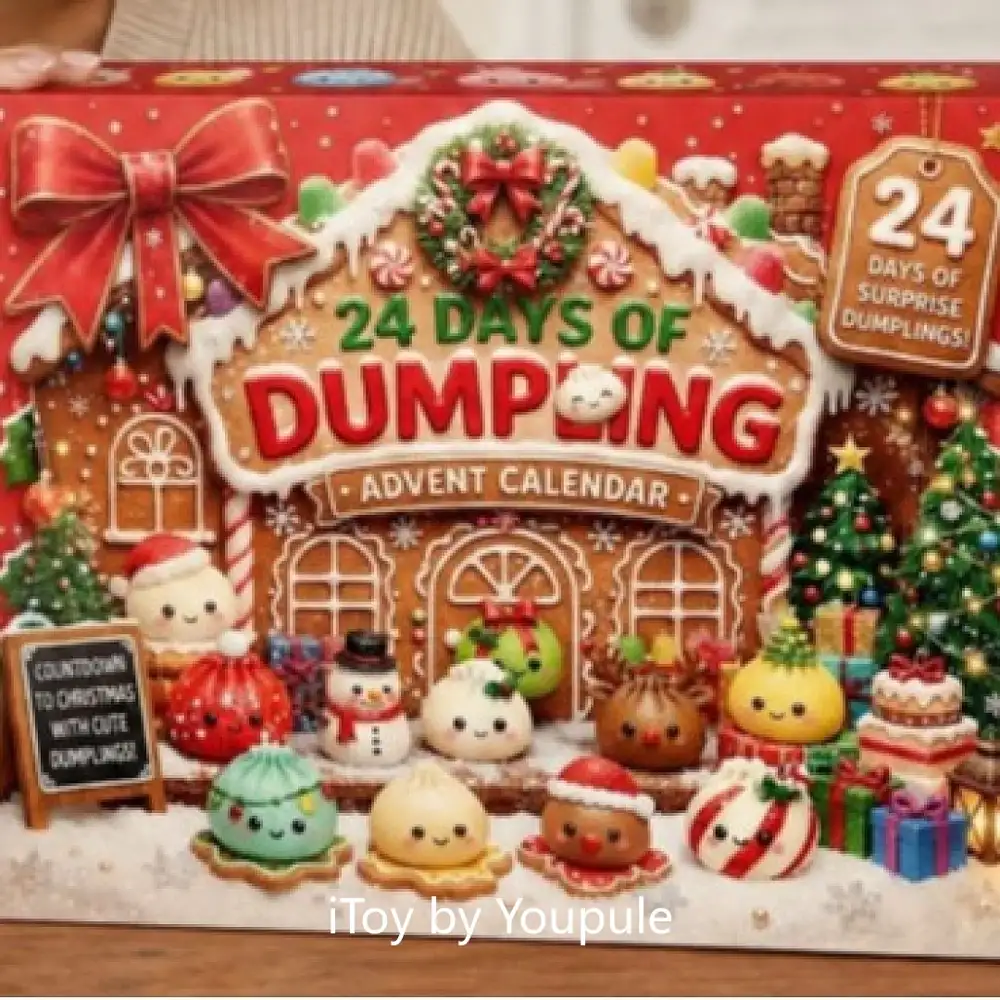 24 DAYS OF
DUMPLING
ADVENT CALENDAR
24
DAYS OF
SURPRISE
DUMPLINGS!
COUNTDOWN
TO CHRISTMAS
WITH CUTE
DUMPLINGS!
iToy by Youpule